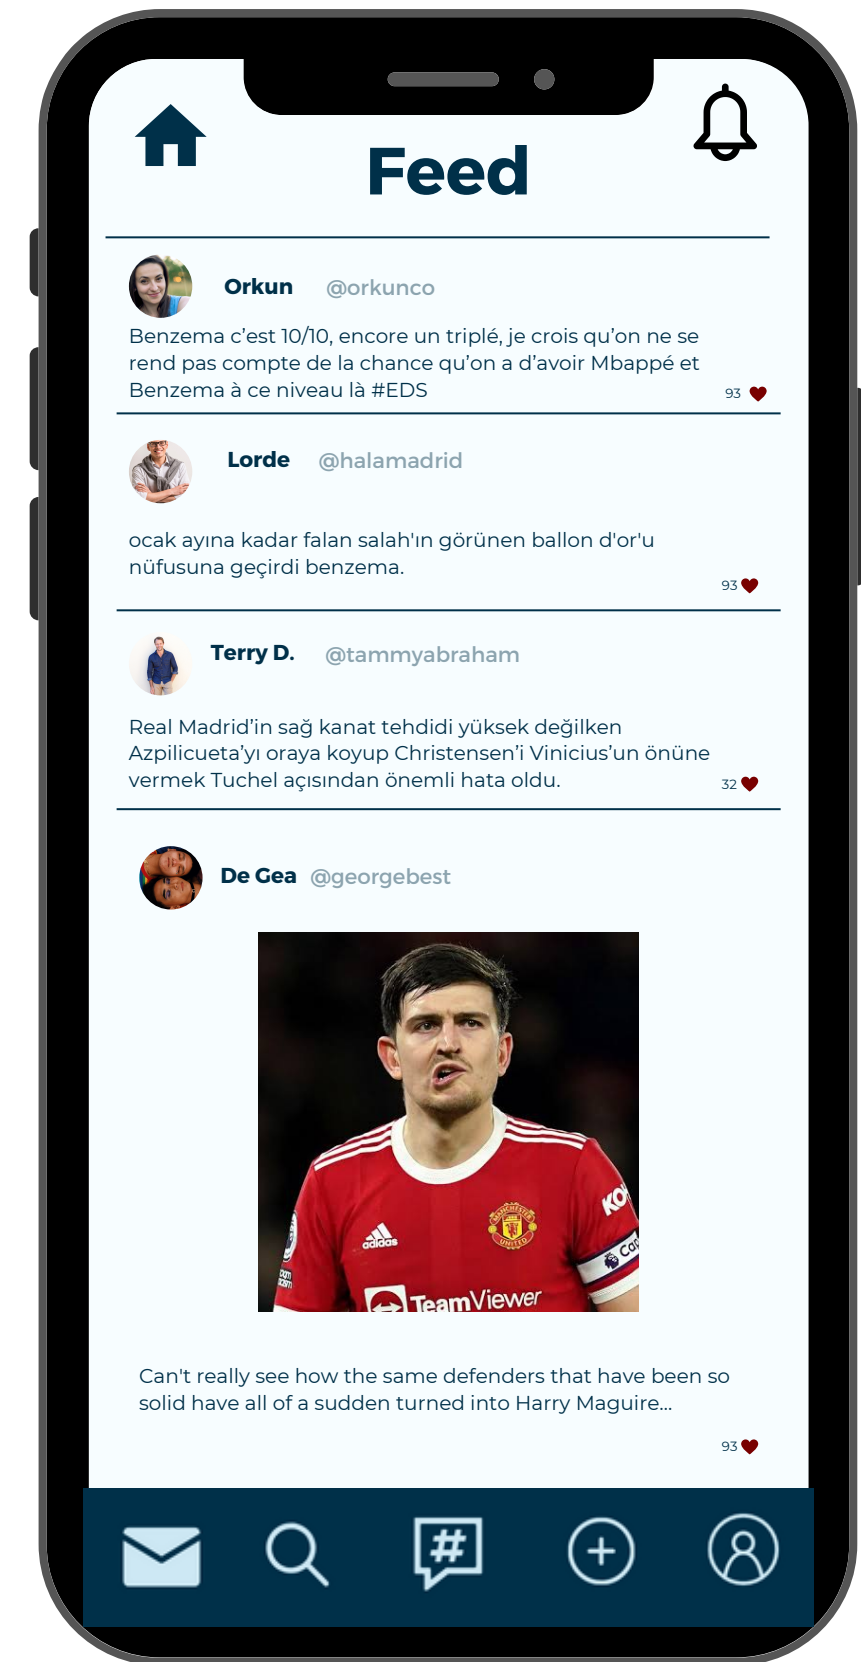 Feed
Orkun @orkunco
Benzema c’est 10/10, encore un triplé, je crois qu’on ne se
rend pas compte de la chance qu’on a d’avoir Mbappé et
Benzema à ce niveau là #EDS
93
Lorde @halamadrid
ocak ayına kadar falan salah'ın görünen ballon d'or'u
nüfusuna geçirdi benzema.
93
Terry D. @tammyabraham
Real Madrid’in sağ kanat tehdidi yüksek değilken
Azpilicueta’yı oraya koyup Christensen’i Vinicius’un önüne
vermek Tuchel açısından önemli hata oldu.
32
De Gea @georgebest
KO
MANCHESTER
UNITED
adidas
Cap
TeamViewer
Can't really see how the same defenders that have been so
solid have all of a sudden turned into Harry Maguire...
93
#